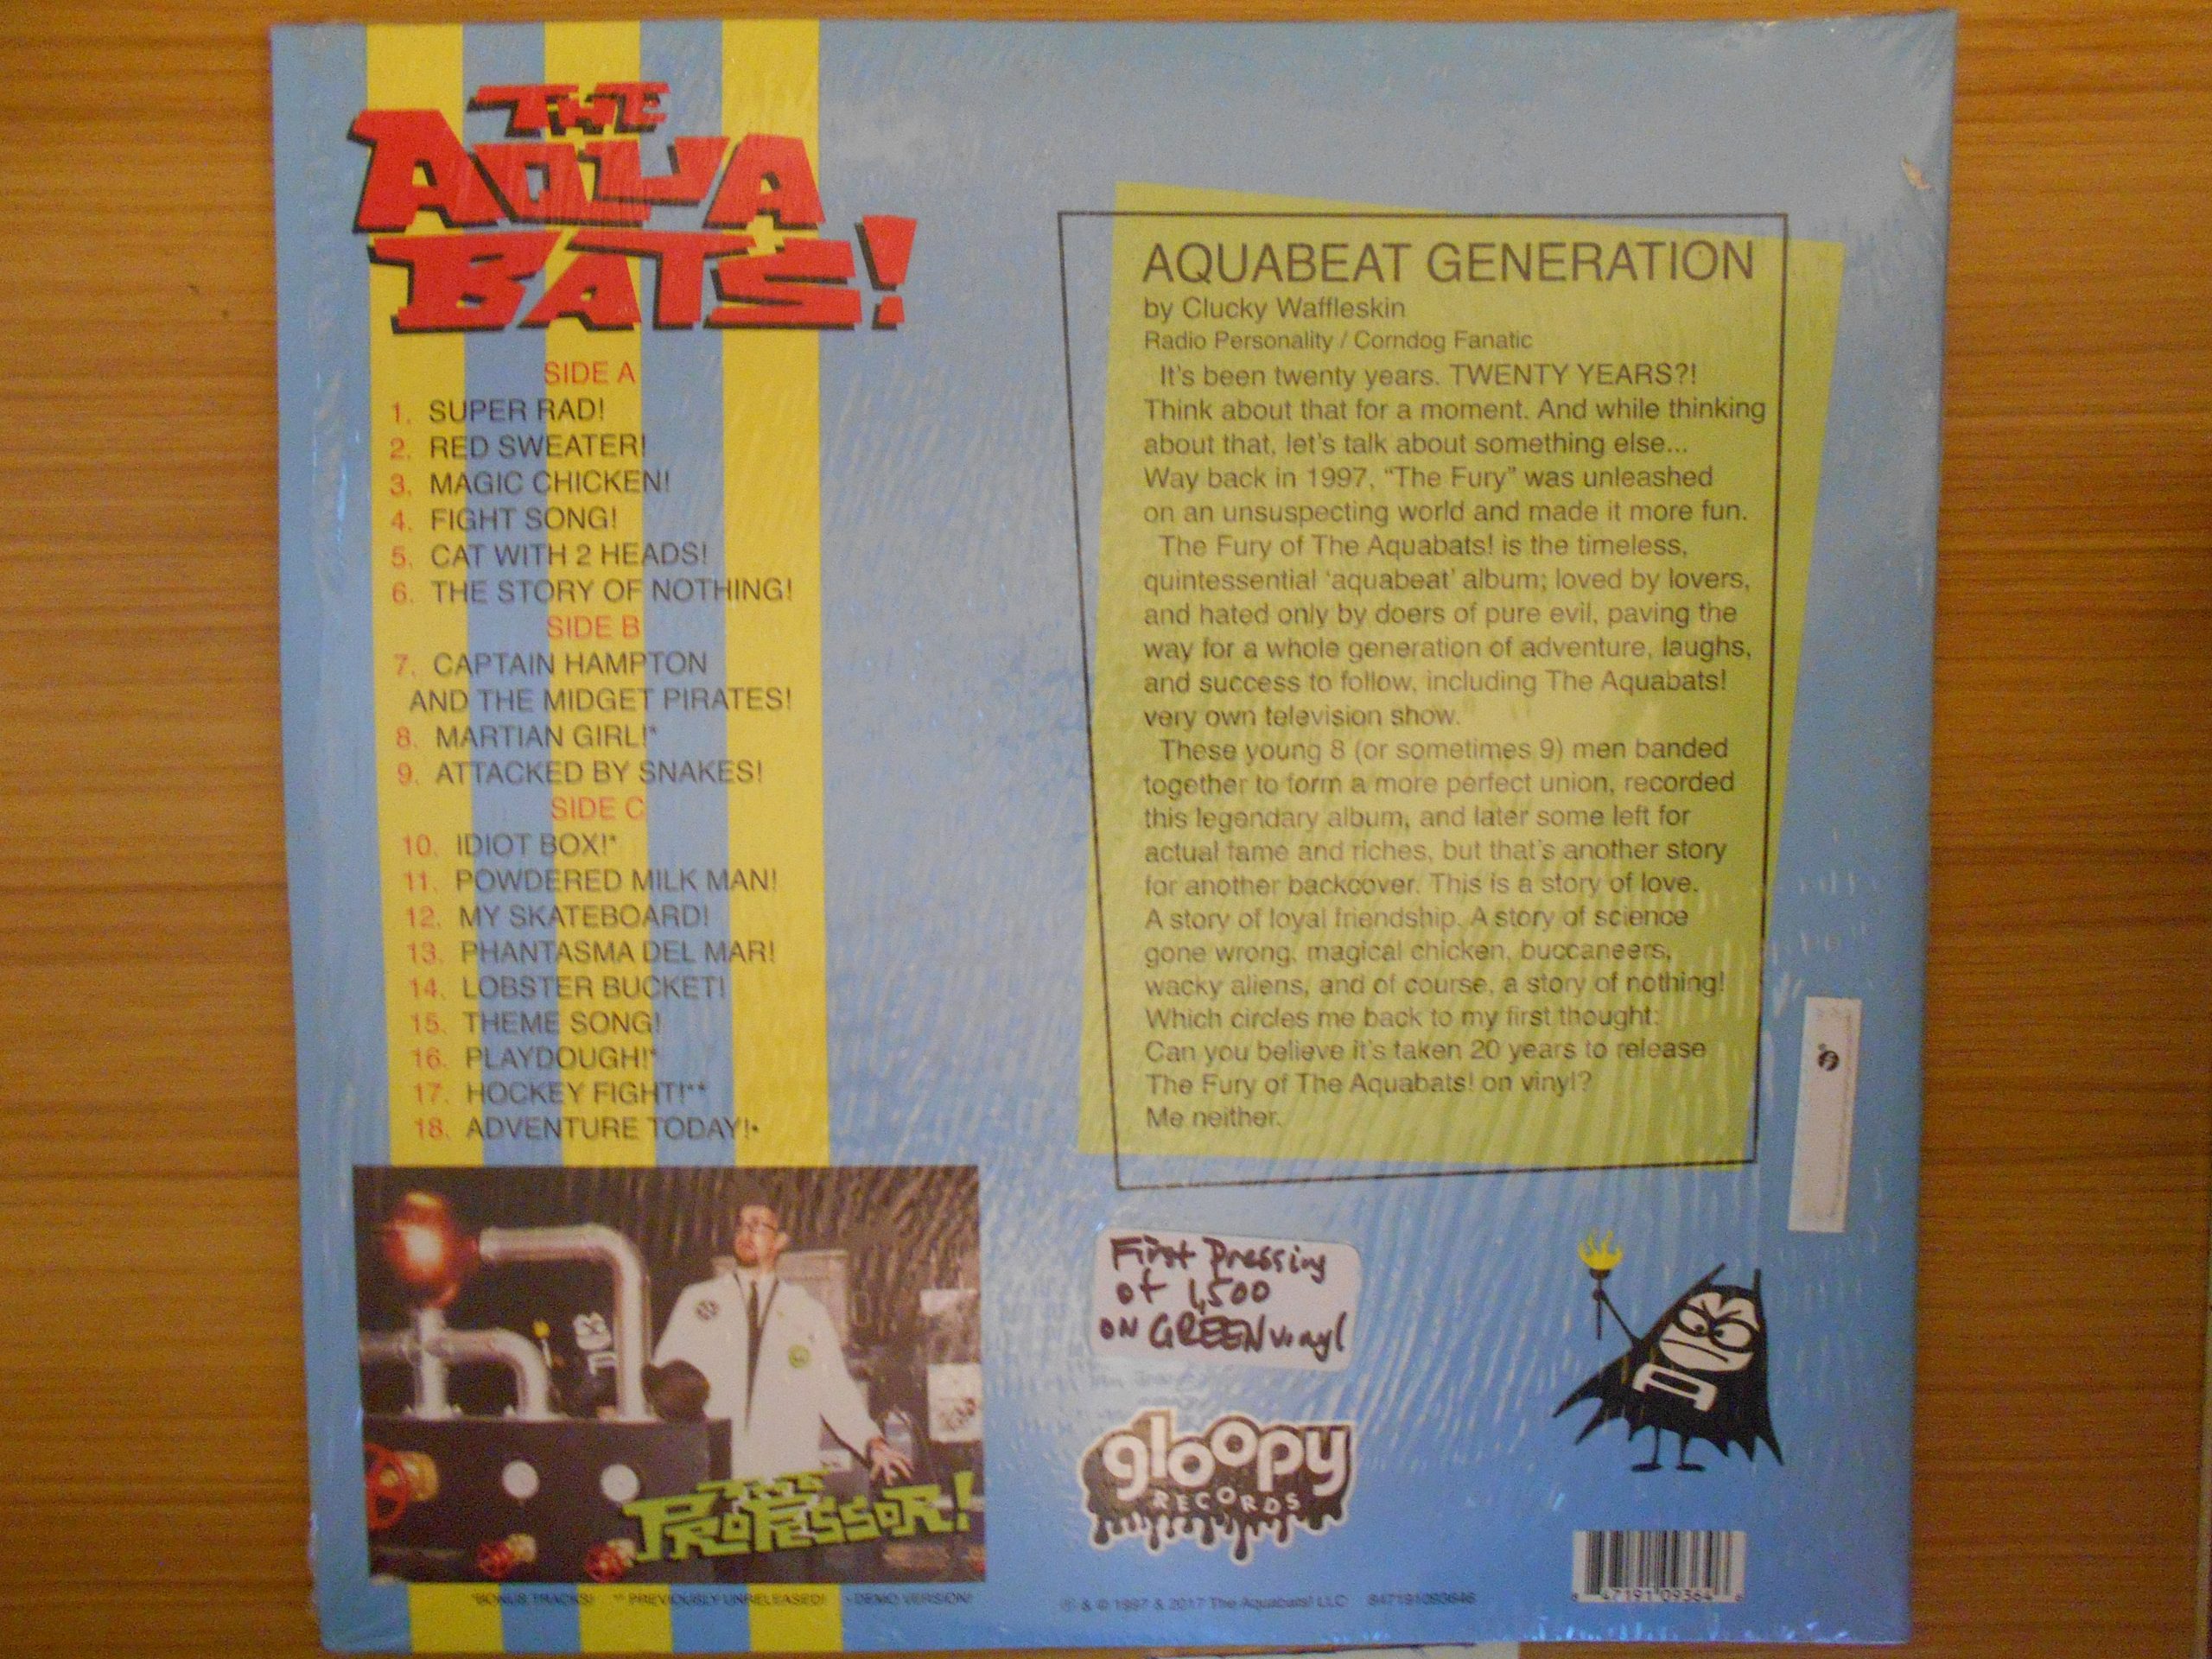 THE
AQUA
BATS!
SIDE A
1. SUPER RAD!
2. RED SWEATER!
3. MAGIC CHICKEN!
4. FIGHT SONG!
5. CAT WITH 2 HEADS!
6. THE STORY OF NOTHING!
SIDE B
7. CAPTAIN HAMPTON
AND THE MIDGET PIRATES!
8. MARTIAN GIRL!*
9. ATTACKED BY SNAKES!
SIDE C
10. IDIOT BOX!*
11. POWDERED MILK MAN!
12. MY SKATEBOARD!
13. PHANTASMA DEL MAR!
14. LOBSTER BUCKET!
15. THEME SONG!
16. PLAYDOUGH!*
17. HOCKEY FIGHT!**
18. ADVENTURE TODAY!•
THE
PROFESSOR!
*BONUS TRACKS! ** PREVIOUSLY UNRELEASED! • DEMO VERSION!
AQUABEAT GENERATION
by Clucky Waffleskin
Radio Personality / Corndog Fanatic
It's been twenty years. TWENTY YEARS?!
Think about that for a moment. And while thinking
about that, let's talk about something else...
Way back in 1997, “The Fury” was unleashed
on an unsuspecting world and made it more fun.
The Fury of The Aquabats! is the timeless,
quintessential ‘aquabeat’ album; loved by lovers,
and hated only by doers of pure evil, paving the
way for a whole generation of adventure, laughs,
and success to follow, including The Aquabats!
very own television show.
These young 8 (or sometimes 9) men banded
together to form a more perfect union, recorded
this legendary album, and later some left for
actual fame and riches, but that's another story
for another backcover. This is a story of love.
A story of loyal friendship. A story of science
gone wrong, magical chicken, buccaneers,
wacky aliens, and of course, a story of nothing!
Which circles me back to my first thought:
Can you believe it's taken 20 years to release
The Fury of The Aquabats! on vinyl?
Me neither.
First Pressing
of 1,500
ON GREEN vinyl
gloopy
RECORDS
℗ & © 1997 & 2017 The Aquabats! LLC 847191093646
8 47191 09364 6